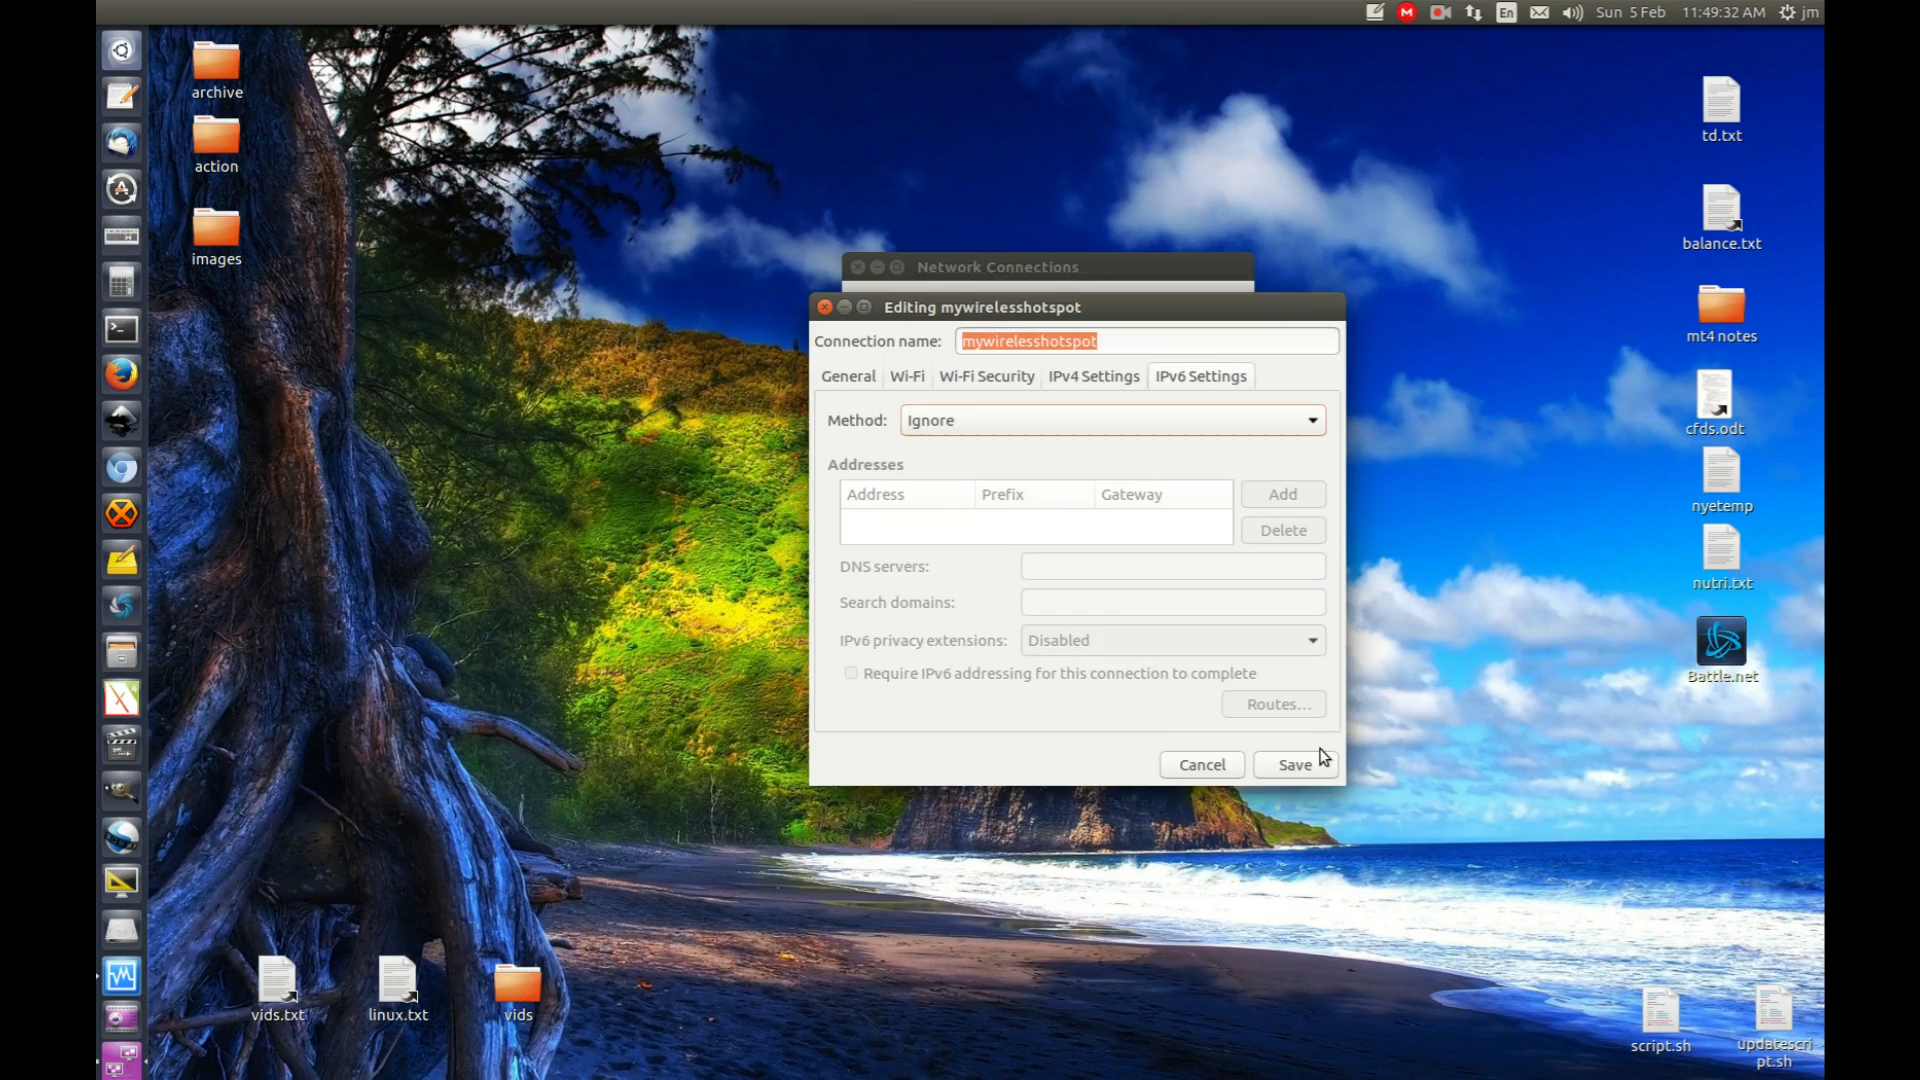 En
Sun 5 Feb
11:49:32 AM
jm
archive
action
images
td.txt
balance.txt
mt4 notes
cfds.odt
nyetemp
nutri.txt
Battle.net
Network Connections
Editing mywirelesshotspot
Connection name: mywirelesshotspot
General Wi-Fi Wi-Fi Security IPv4 Settings IPv6 Settings
Method: Ignore
Addresses
Address Prefix Gateway Add
Delete
DNS servers:
Search domains:
IPv6 privacy extensions: Disabled
Require IPv6 addressing for this connection to complete
Routes…
Cancel Save
vids.txt
linux.txt
vids
script.sh
updatescri
pt.sh